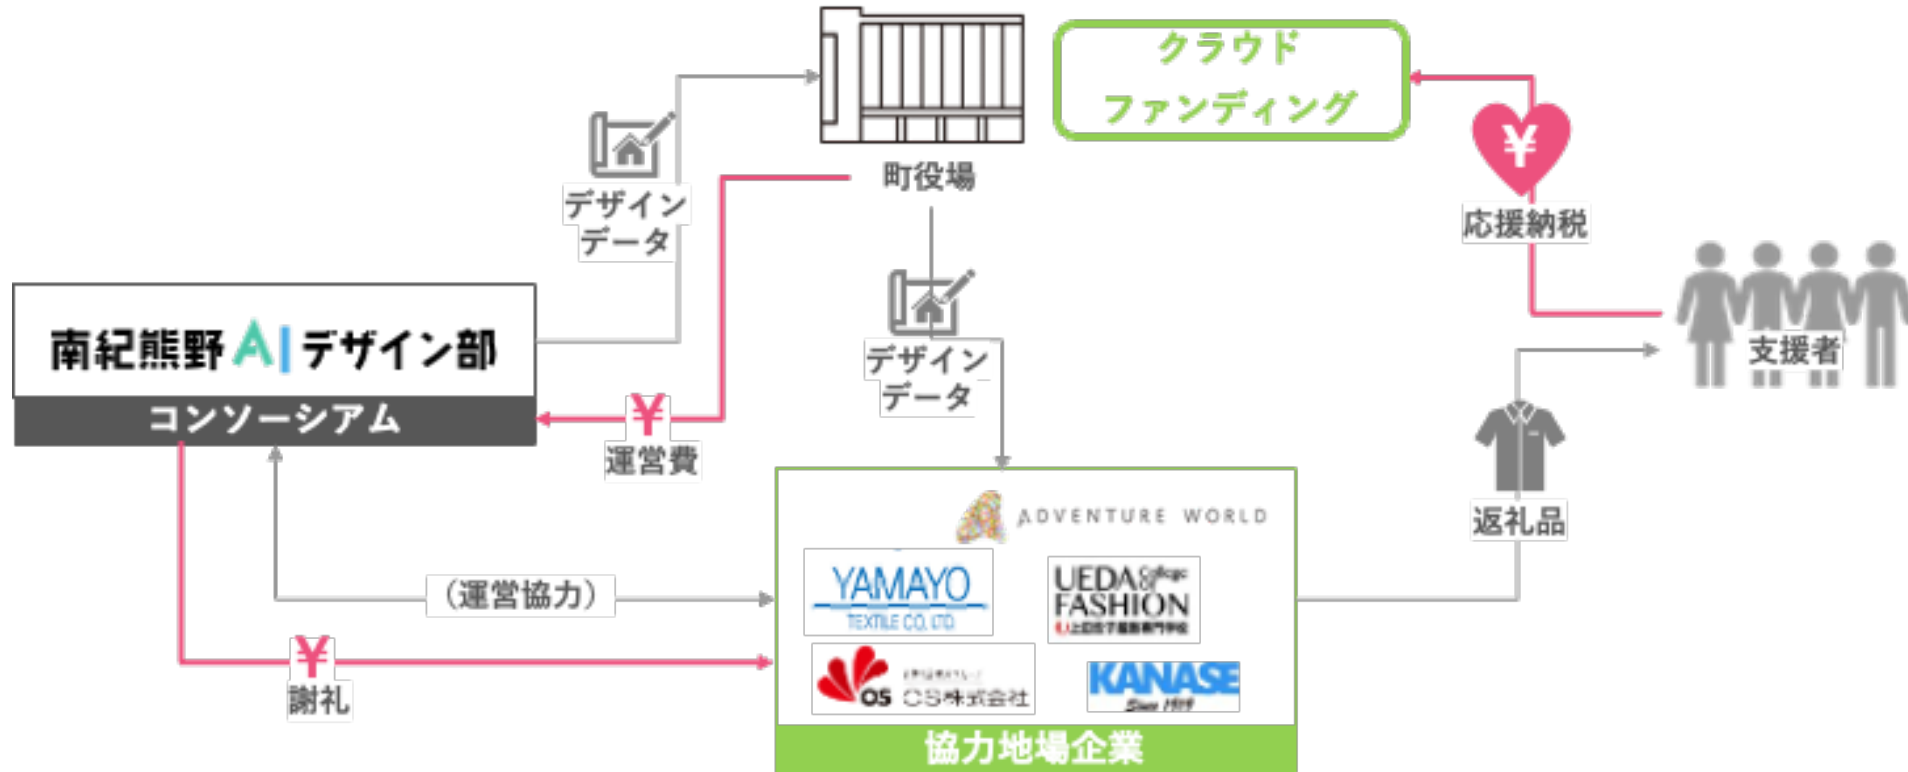 クラウド
ファンディング
¥
町役場
デザイン
データ
応援納税
南紀熊野AIデザイン部
コンソーシアム
デザイン
データ
支援者
¥
運営費
ADVENTURE WORLD
返礼品
YAMAYO
TEXTILE CO., LTD.
UEDA College of
FASHION
(運営協力)
¥
謝礼
OS OS株式会社
KANASE
Since 1919
協力地場企業